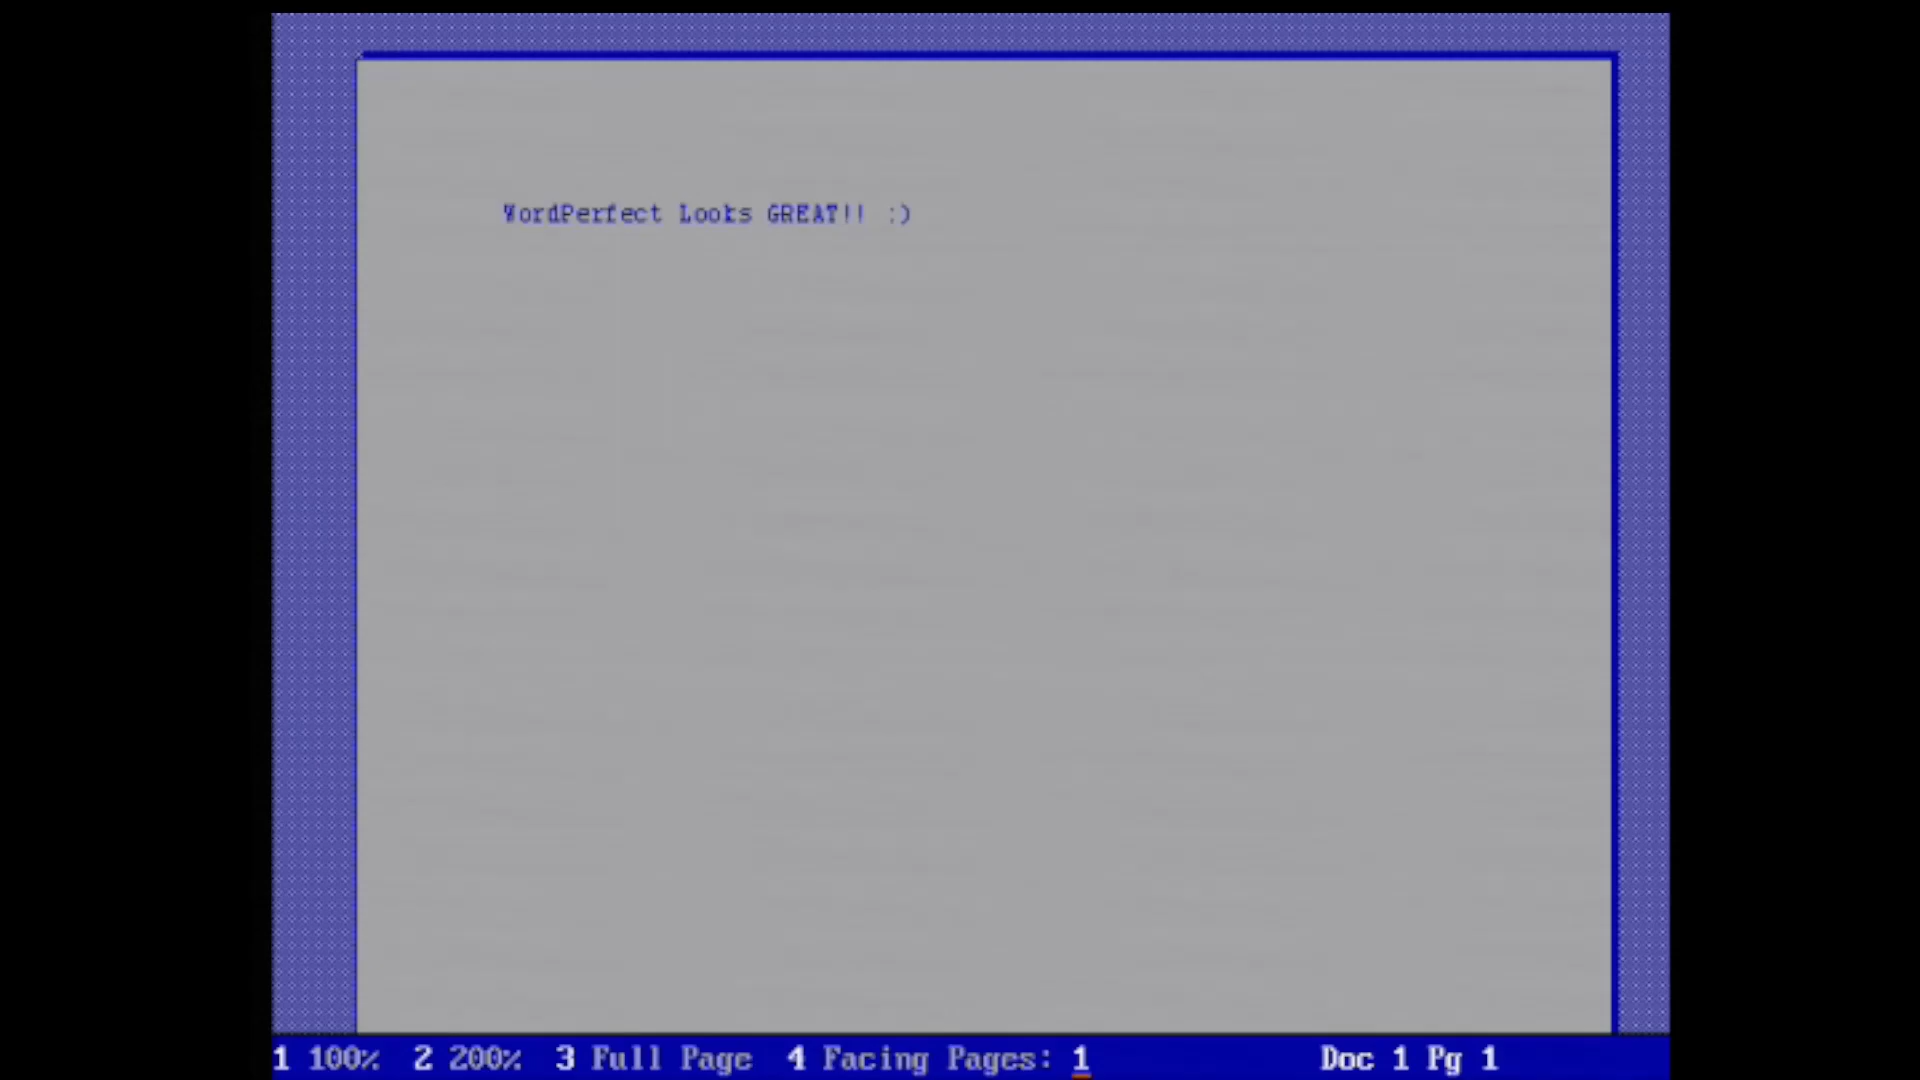 WordPerfect Looks GREAT!! :)
1 100% 2 200% 3 Full Page 4 Facing Pages: 1 Doc 1 Pg 1